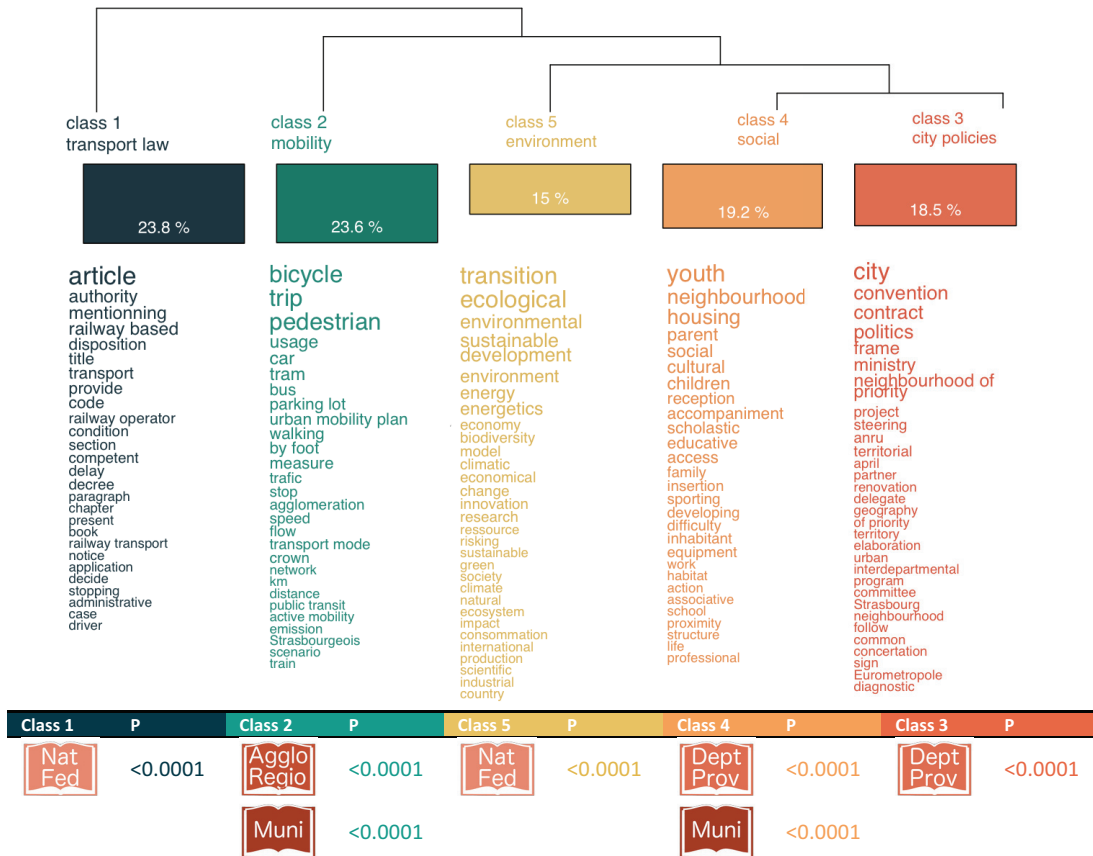 class 1
transport law
class 2
mobility
class 5
environment
class 4
social
class 3
city policies
23.8 %
23.6 %
15 %
19.2 %
18.5 %
article
authority
mentionning
railway based
disposition
title
transport
provide
code
railway operator
condition
section
competent
delay
decree
paragraph
chapter
present
book
railway transport
notice
application
decide
stopping
administrative
case
driver
bicycle
trip
pedestrian
usage
car
tram
bus
parking lot
urban mobility plan
walking
by foot
measure
trafic
stop
agglomeration
speed
flow
transport mode
crown
network
km
distance
public transit
active mobility
emission
Strasbourgeois
scenario
train
transition
ecological
environmental
sustainable
development
environment
energy
energetics
economy
biodiversity
model
climatic
economical
change
innovation
research
ressource
risking
sustainable
green
society
climate
natural
ecosystem
impact
consommation
international
production
scientific
industrial
country
youth
neighbourhood
housing
parent
social
cultural
children
reception
accompaniment
scholastic
educative
access
family
insertion
sporting
developing
difficulty
inhabitant
equipment
work
habitat
action
associative
school
proximity
structure
life
professional
city
convention
contract
politics
frame
ministry
neighbourhood of
priority
project
steering
anru
territorial
april
partner
renovation
delegate
geography
of priority
territory
elaboration
urban
interdepartmental
program
committee
Strasbourg
neighbourhood
follow
common
concertation
sign
Eurometropole
diagnostic
Class 1 P Class 2 P Class 5 P Class 4 P Class 3 P
Nat
Fed
<0.0001
Agglo
Regio
<0.0001
Nat
Fed
<0.0001
Dept
Prov
<0.0001
Dept
Prov
<0.0001
Muni
<0.0001
Muni
<0.0001